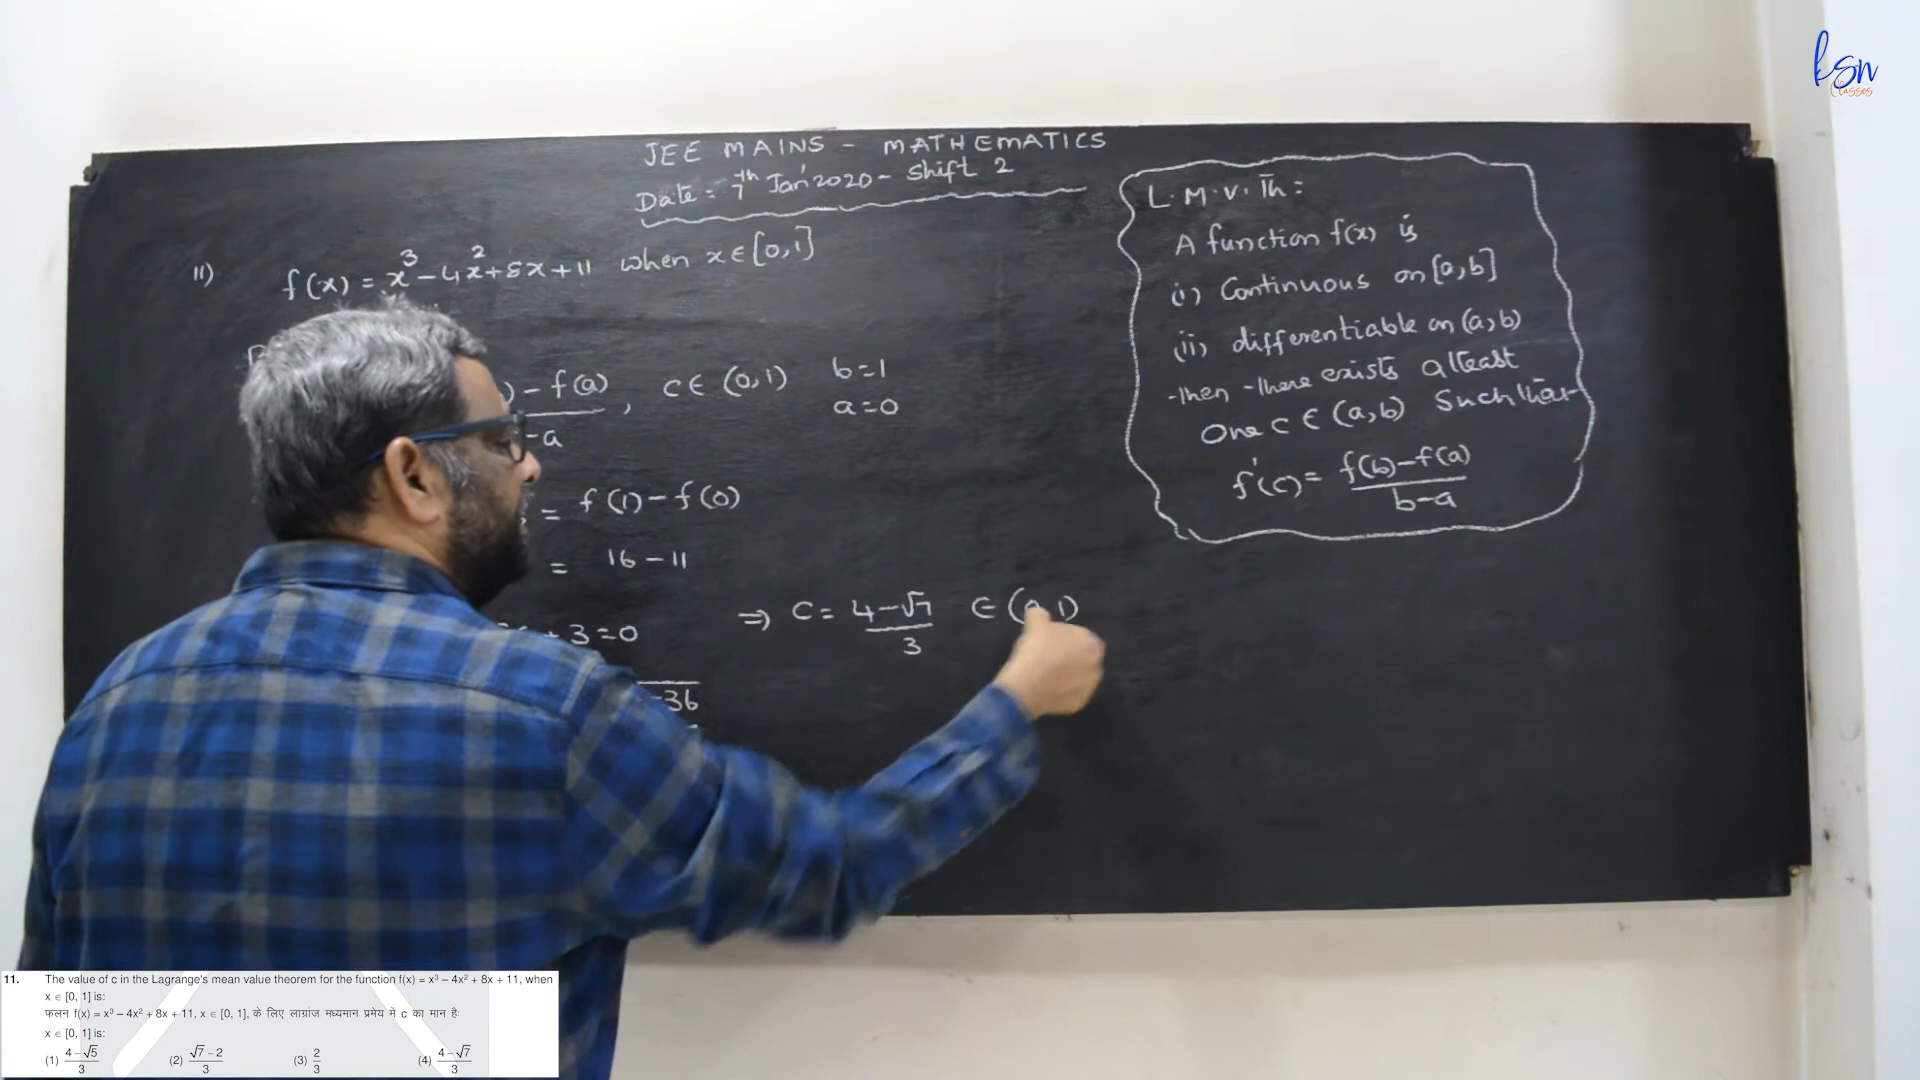 ksn
Classes
JEE MAINS - MATHEMATICS
Date: 7th Jan'2020 - Shift 2
11) f(x) = x³ - 4x² + 8x + 11 when x ∈ [0,1]
) - f(a) , c ∈ (0,1) b = 1
a = 0
-a
= f(1) - f(0)
= 16 - 11
+ 3 = 0
-36
⇒ C = 4-√7 ∈ (0,1)
3
L.M.V.Th:
A function f(x) is
(i) Continuous on [a,b]
(ii) differentiable on (a,b)
then there exists atleast
One c ∈ (a,b) Such that
f'(c) = f(b)-f(a)
b-a
11. The value of c in the Lagrange's mean value theorem for the function f(x) = x³ – 4x² + 8x + 11, when
x ∈ [0, 1] is:
फलन f(x) = x³ – 4x² + 8x + 11, x ∈ [0, 1], के लिए लाग्रांज मध्यमान प्रमेय में c का मान हैः
x ∈ [0, 1] is:
(1) 4–√5/3 (2) √7–2/3 (3) 2/3 (4) 4–√7/3